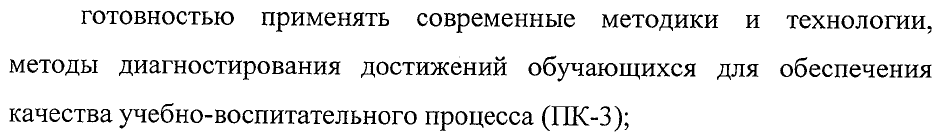 готовностью применять современные методики и технологии,
методы диагностирования достижений обучающихся для обеспечения
качества учебно-воспитательного процесса (ПК-3);